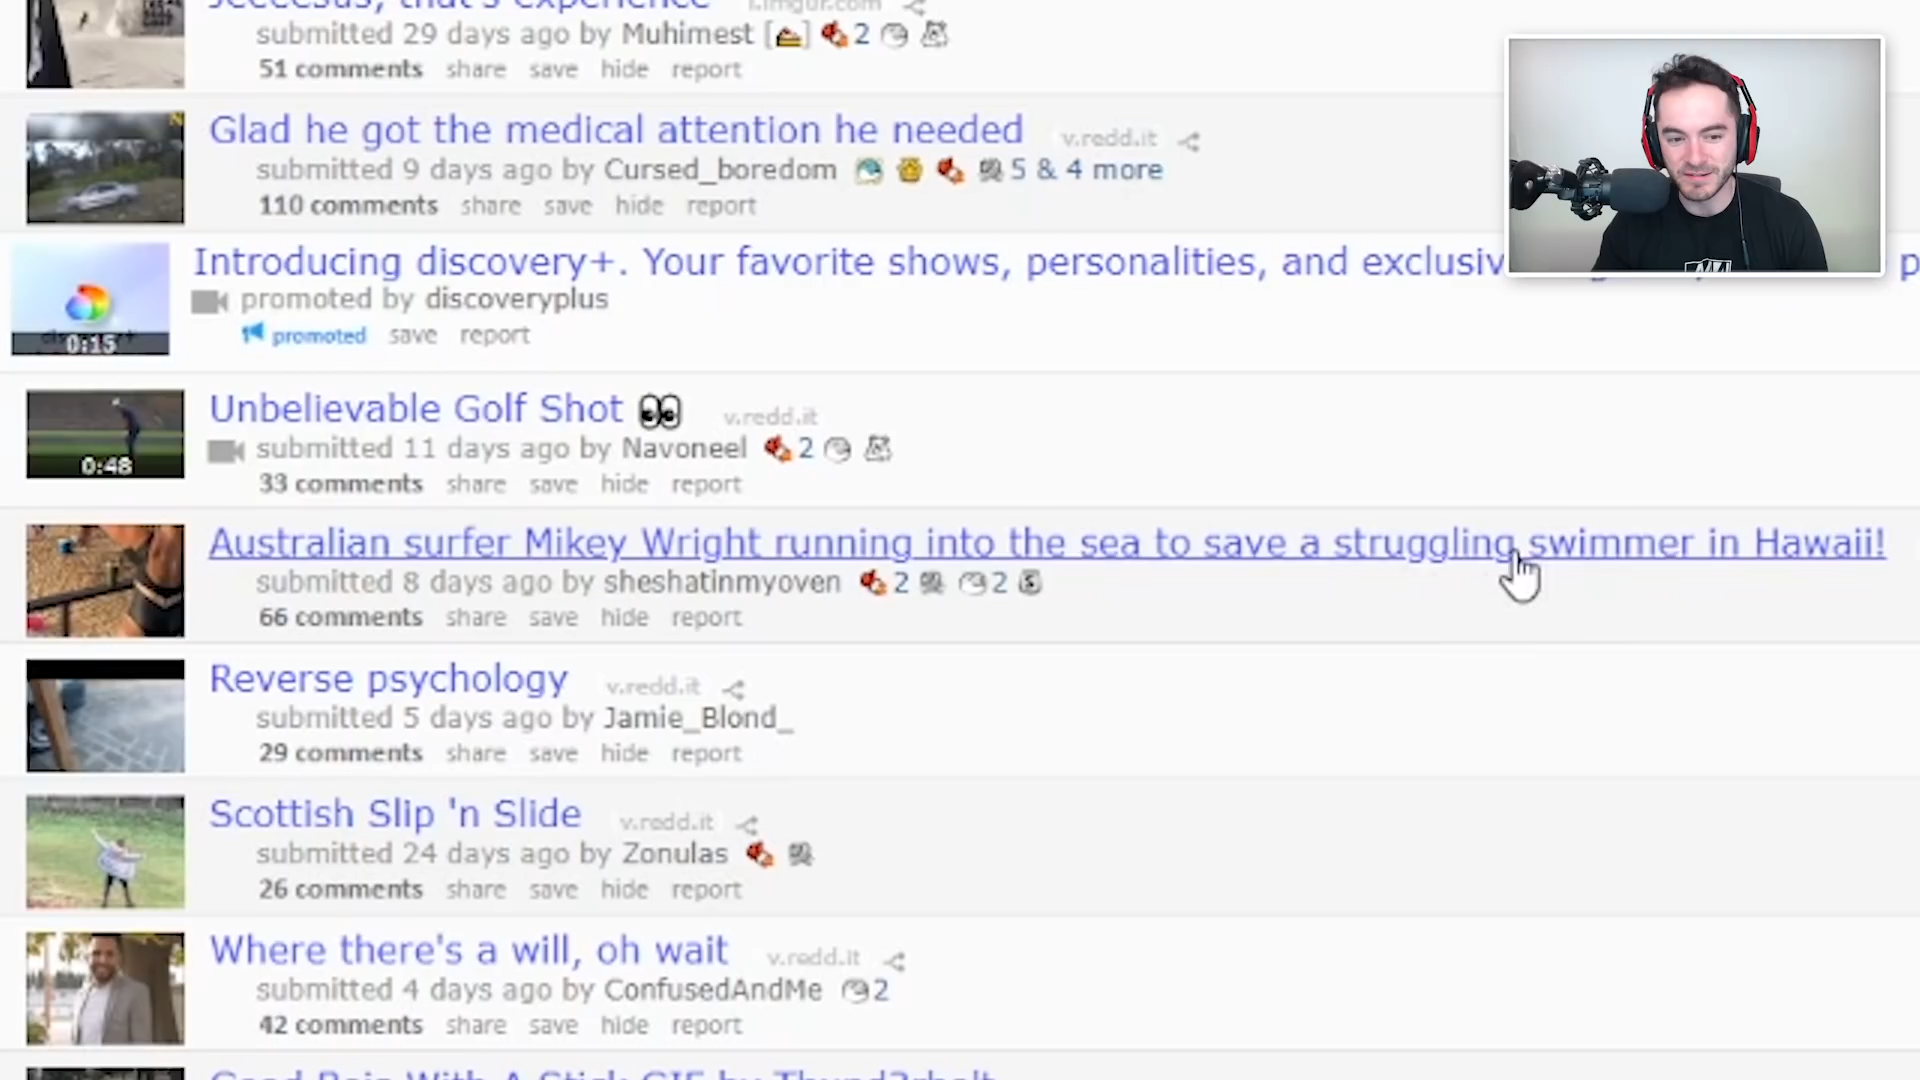 submitted 29 days ago by Muhimest [ ] 2
51 comments share save hide report
Glad he got the medical attention he needed v.redd.it
submitted 9 days ago by Cursed_boredom 5 & 4 more
110 comments share save hide report
Introducing discovery+. Your favorite shows, personalities, and exclusiv
promoted by discoveryplus
0:15
promoted save report
Unbelievable Golf Shot 👀 v.redd.it
submitted 11 days ago by Navoneel 2
0:48
33 comments share save hide report
Australian surfer Mikey Wright running into the sea to save a struggling swimmer in Hawaii!
submitted 8 days ago by sheshatinmyoven 2 2
66 comments share save hide report
Reverse psychology v.redd.it
submitted 5 days ago by Jamie_Blond_
29 comments share save hide report
Scottish Slip 'n Slide v.redd.it
submitted 24 days ago by Zonulas
26 comments share save hide report
Where there's a will, oh wait v.redd.it
submitted 4 days ago by ConfusedAndMe 2
42 comments share save hide report